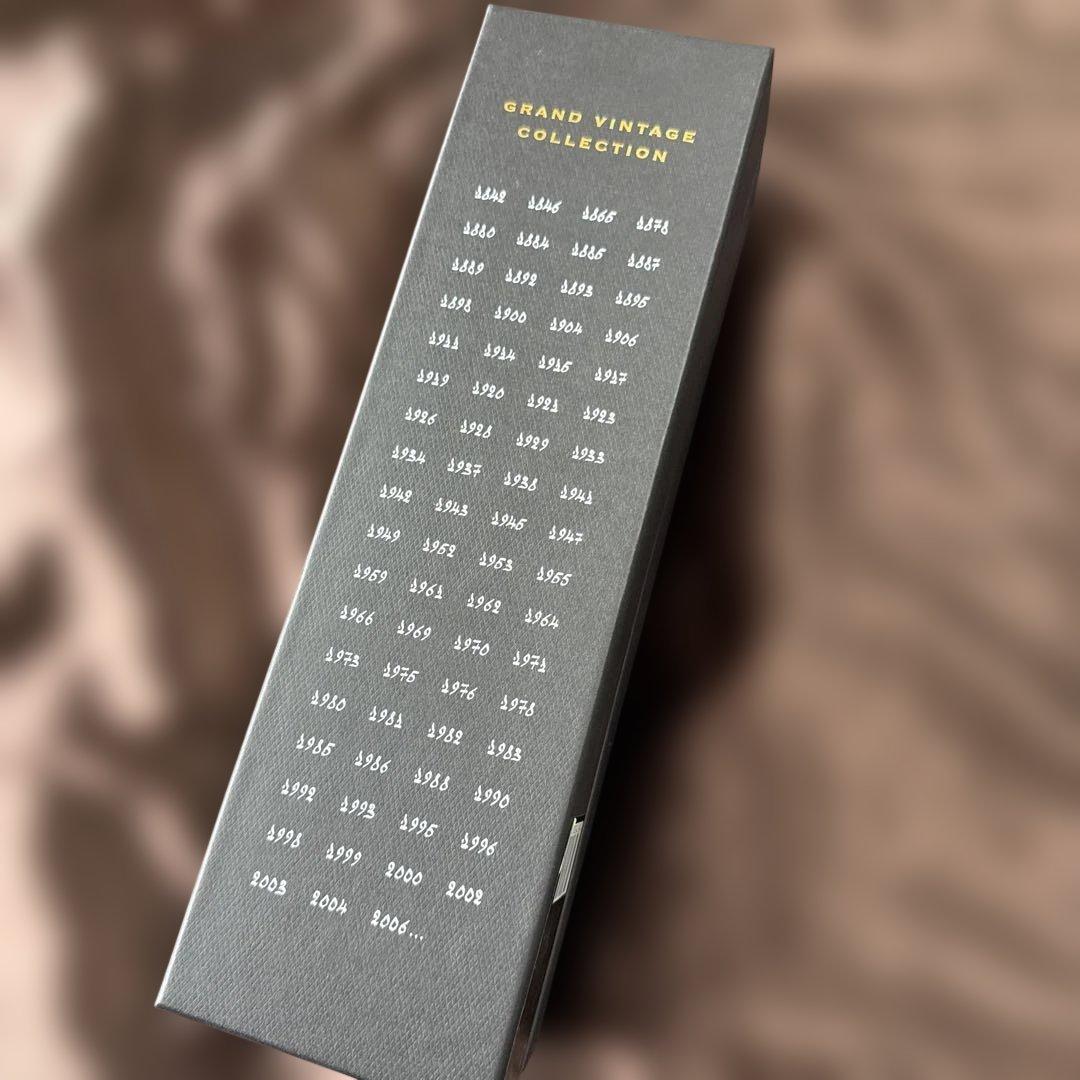 GRAND VINTAGE
COLLECTION
1842 1846 1865 1878
1880 1884 1885 1887
1889 1892 1893 1895
1898 1900 1904 1906
1911 1914 1915 1917
1919 1920 1921 1923
1926 1928 1929 1933
1934 1937 1938 1941
1942 1943 1945 1947
1949 1952 1953 1955
1959 1961 1962 1964
1966 1969 1970 1971
1973 1975 1976 1978
1980 1981 1982 1983
1985 1986 1988 1990
1992 1993 1995 1996
1998 1999 2000 2002
2003 2004 2006...